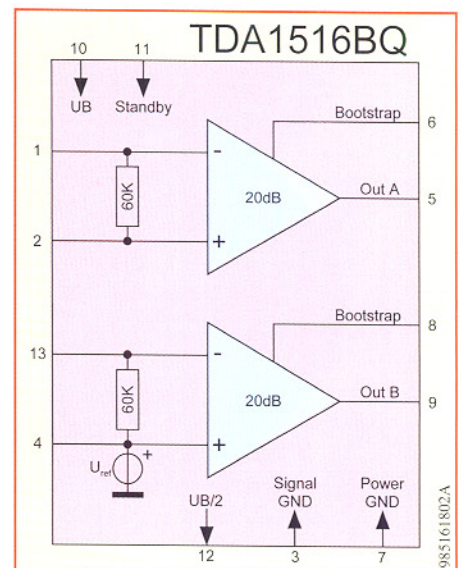 TDA1516BQ
10 11
UB Standby
Bootstrap 6
1 -
60K 20dB Out A 5
2 +
Bootstrap 8
13 -
60K 20dB Out B 9
4 +
Uref +
UB/2 Signal GND Power GND
12 3 7
985161802A